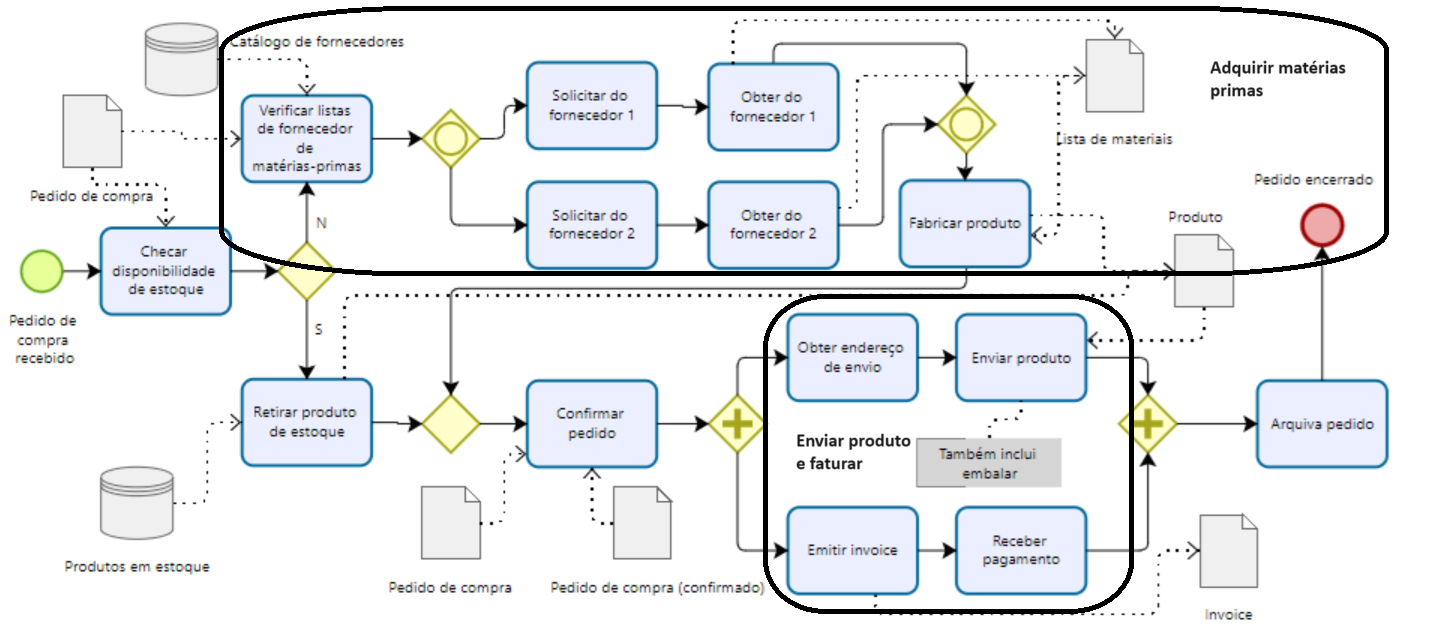 Catálogo de fornecedores
Adquirir matérias
primas
Verificar listas
de fornecedor
de
matérias-primas
Solicitar do
fornecedor 1
Obter do
fornecedor 1
Lista de materiais
Pedido de compra
Pedido encerrado
N
Solicitar do
fornecedor 2
Obter do
fornecedor 2
Fabricar produto
Produto
Checar
disponibilidade
de estoque
Pedido de
compra
recebido
S
Obter endereço
de envio
Enviar produto
Retirar produto
de estoque
Confirmar
pedido
Enviar produto
e faturar
Também inclui
embalar
Arquiva pedido
Emitir invoice
Receber
pagamento
Produtos em estoque
Pedido de compra
Pedido de compra (confirmado)
Invoice